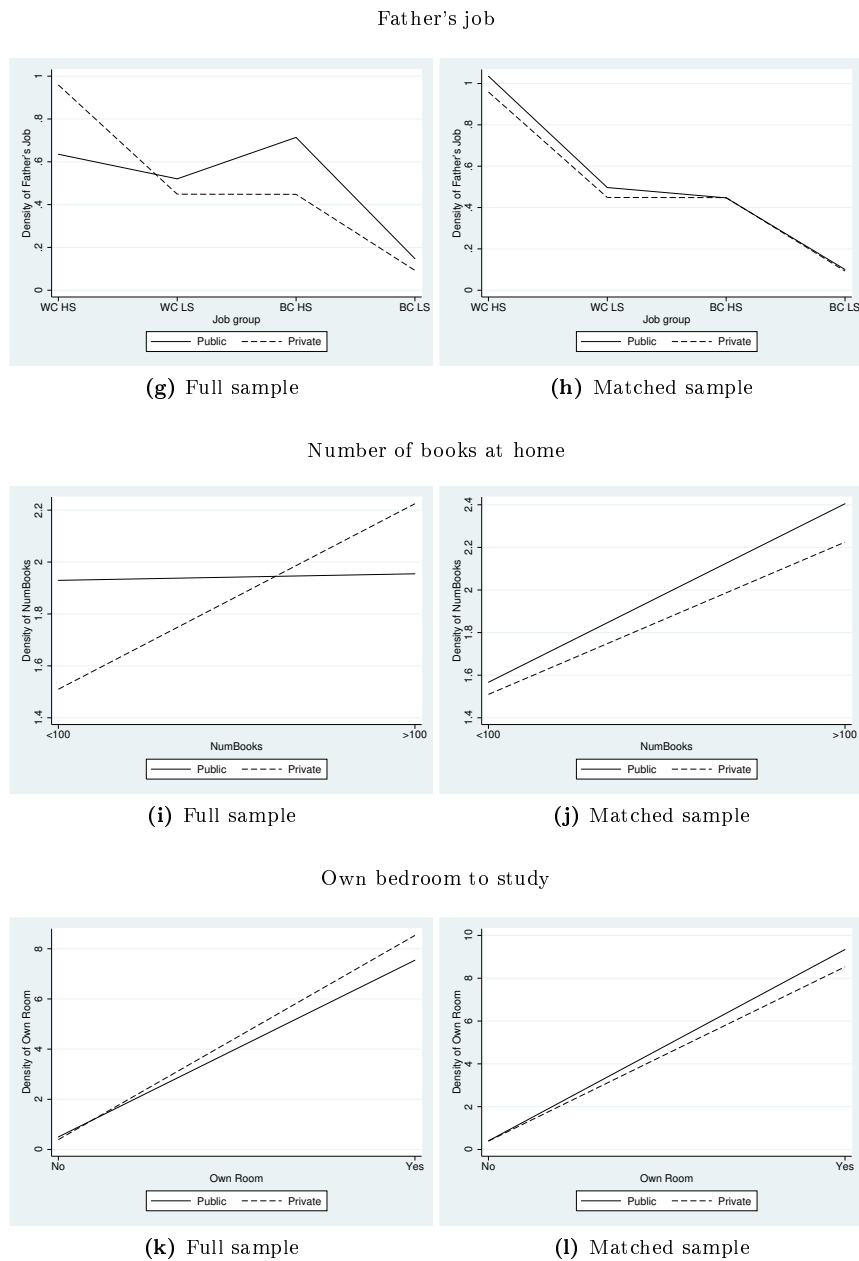 Father's job
Density of Father's Job
0 .2 .4 .6 .8 1
WC HS WC LS BC HS BC LS
Job group
Public Private
(g) Full sample
Density of Father's Job
0 .2 .4 .6 .8 1
WC HS WC LS BC HS BC LS
Job group
Public Private
(h) Matched sample
Number of books at home
Density of NumBooks
1.4 1.6 1.8 2 2.2
<100 >100
NumBooks
Public Private
(i) Full sample
Density of NumBooks
1.4 1.6 1.8 2 2.2 2.4
<100 >100
NumBooks
Public Private
(j) Matched sample
Own bedroom to study
Density of Own Room
0 2 4 6 8
No Yes
Own Room
Public Private
(k) Full sample
Density of Own Room
0 2 4 6 8 10
No Yes
Own Room
Public Private
(l) Matched sample